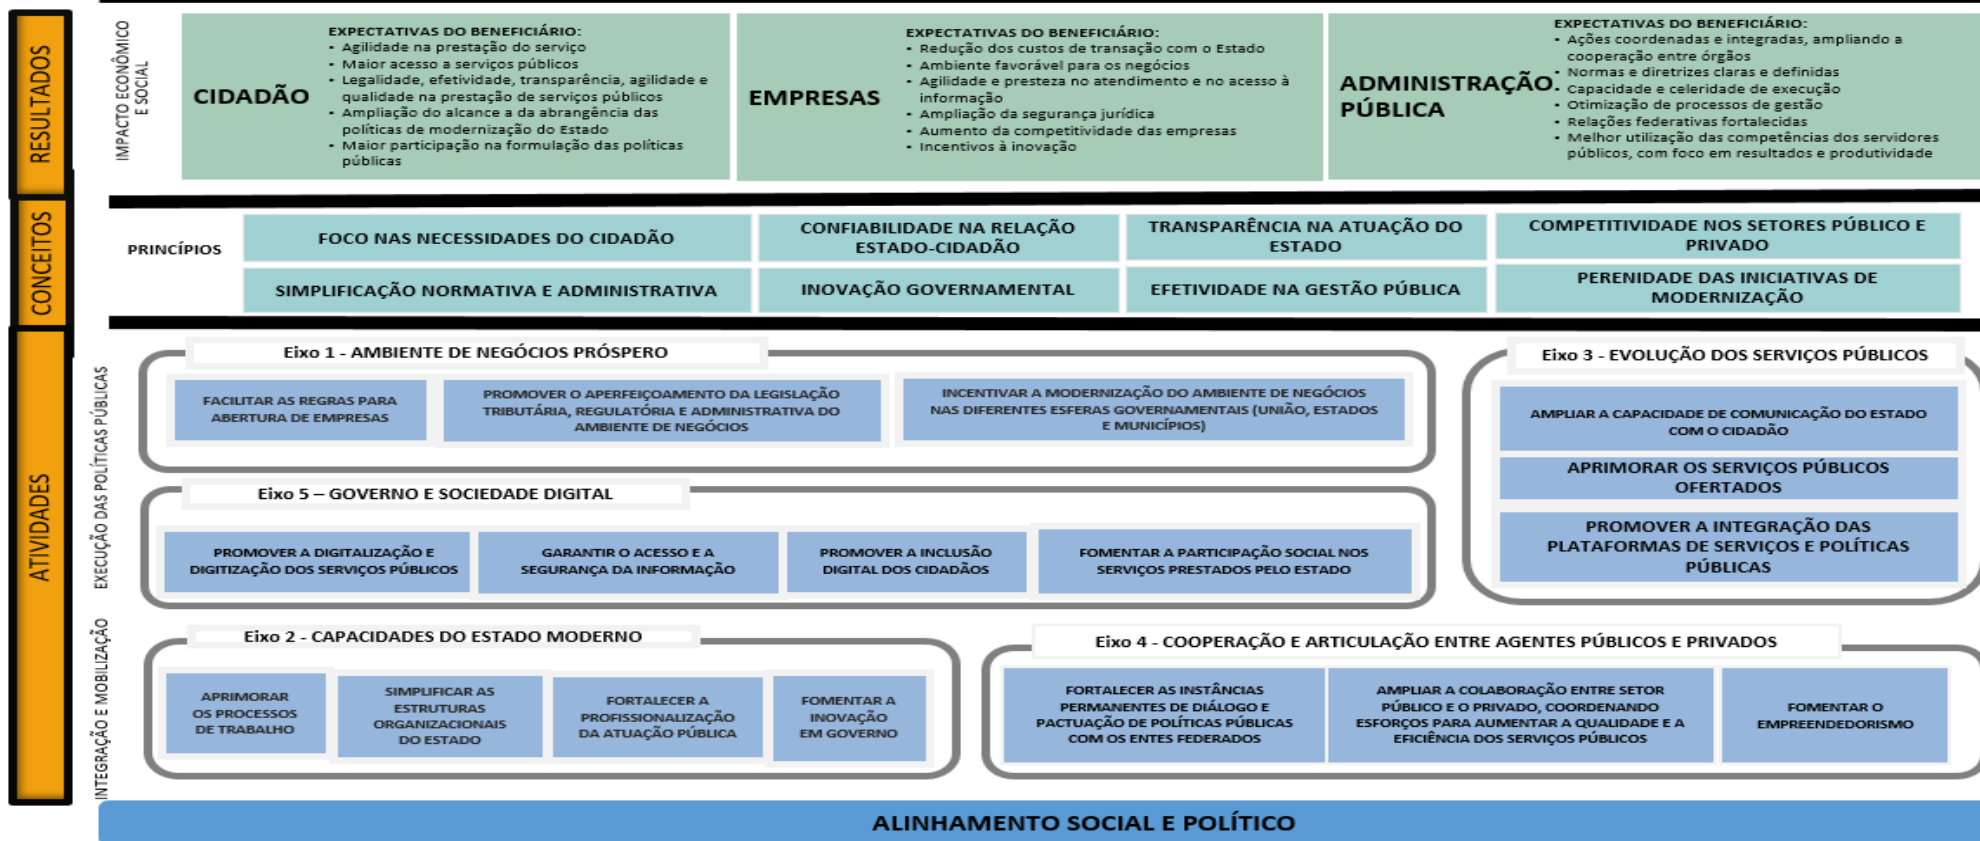 RESULTADOS
IMPACTO ECONÔMICO
E SOCIAL
CIDADÃO
EXPECTATIVAS DO BENEFICIÁRIO:
• Agilidade na prestação do serviço
• Maior acesso a serviços públicos
• Legalidade, efetividade, transparência, agilidade e
qualidade na prestação de serviços públicos
• Ampliação do alcance a da abrangência das
políticas de modernização do Estado
• Maior participação na formulação das políticas
públicas
EMPRESAS
EXPECTATIVAS DO BENEFICIÁRIO:
• Redução dos custos de transação com o Estado
• Ambiente favorável para os negócios
• Agilidade e presteza no atendimento e no acesso à
informação
• Ampliação da segurança jurídica
• Aumento da competitividade das empresas
• Incentivos à inovação
ADMINISTRAÇÃO
PÚBLICA
EXPECTATIVAS DO BENEFICIÁRIO:
• Ações coordenadas e integradas, ampliando a
cooperação entre órgãos
• Normas e diretrizes claras e definidas
• Capacidade e celeridade de execução
• Otimização de processos de gestão
• Relações federativas fortalecidas
• Melhor utilização das competências dos servidores
públicos, com foco em resultados e produtividade
CONCEITOS
PRINCÍPIOS
FOCO NAS NECESSIDADES DO CIDADÃO
CONFIABILIDADE NA RELAÇÃO
ESTADO-CIDADÃO
TRANSPARÊNCIA NA ATUAÇÃO DO
ESTADO
COMPETITIVIDADE NOS SETORES PÚBLICO E
PRIVADO
SIMPLIFICAÇÃO NORMATIVA E ADMINISTRATIVA
INOVAÇÃO GOVERNAMENTAL
EFETIVIDADE NA GESTÃO PÚBLICA
PERENIDADE DAS INICIATIVAS DE
MODERNIZAÇÃO
ATIVIDADES
EXECUÇÃO DAS POLÍTICAS PÚBLICAS
Eixo 1 - AMBIENTE DE NEGÓCIOS PRÓSPERO
FACILITAR AS REGRAS PARA
ABERTURA DE EMPRESAS
PROMOVER O APERFEIÇOAMENTO DA LEGISLAÇÃO
TRIBUTÁRIA, REGULATÓRIA E ADMINISTRATIVA DO
AMBIENTE DE NEGÓCIOS
INCENTIVAR A MODERNIZAÇÃO DO AMBIENTE DE NEGÓCIOS
NAS DIFERENTES ESFERAS GOVERNAMENTAIS (UNIÃO, ESTADOS
E MUNICÍPIOS)
Eixo 3 - EVOLUÇÃO DOS SERVIÇOS PÚBLICOS
AMPLIAR A CAPACIDADE DE COMUNICAÇÃO DO ESTADO
COM O CIDADÃO
APRIMORAR OS SERVIÇOS PÚBLICOS
OFERTADOS
PROMOVER A INTEGRAÇÃO DAS
PLATAFORMAS DE SERVIÇOS E POLÍTICAS
PÚBLICAS
Eixo 5 – GOVERNO E SOCIEDADE DIGITAL
PROMOVER A DIGITALIZAÇÃO E
DIGITIZAÇÃO DOS SERVIÇOS PÚBLICOS
GARANTIR O ACESSO E A
SEGURANÇA DA INFORMAÇÃO
PROMOVER A INCLUSÃO
DIGITAL DOS CIDADÃOS
FOMENTAR A PARTICIPAÇÃO SOCIAL NOS
SERVIÇOS PRESTADOS PELO ESTADO
INTEGRAÇÃO E MOBILIZAÇÃO
Eixo 2 - CAPACIDADES DO ESTADO MODERNO
APRIMORAR
OS PROCESSOS
DE TRABALHO
SIMPLIFICAR AS
ESTRUTURAS
ORGANIZACIONAIS
DO ESTADO
FORTALECER A
PROFISSIONALIZAÇÃO
DA ATUAÇÃO PÚBLICA
FOMENTAR A
INOVAÇÃO
EM GOVERNO
Eixo 4 - COOPERAÇÃO E ARTICULAÇÃO ENTRE AGENTES PÚBLICOS E PRIVADOS
FORTALECER AS INSTÂNCIAS
PERMANENTES DE DIÁLOGO E
PACTUAÇÃO DE POLÍTICAS PÚBLICAS
COM OS ENTES FEDERADOS
AMPLIAR A COLABORAÇÃO ENTRE SETOR
PÚBLICO E O PRIVADO, COORDENANDO
ESFORÇOS PARA AUMENTAR A QUALIDADE E A
EFICIÊNCIA DOS SERVIÇOS PÚBLICOS
FOMENTAR O
EMPREENDEDORISMO
ALINHAMENTO SOCIAL E POLÍTICO